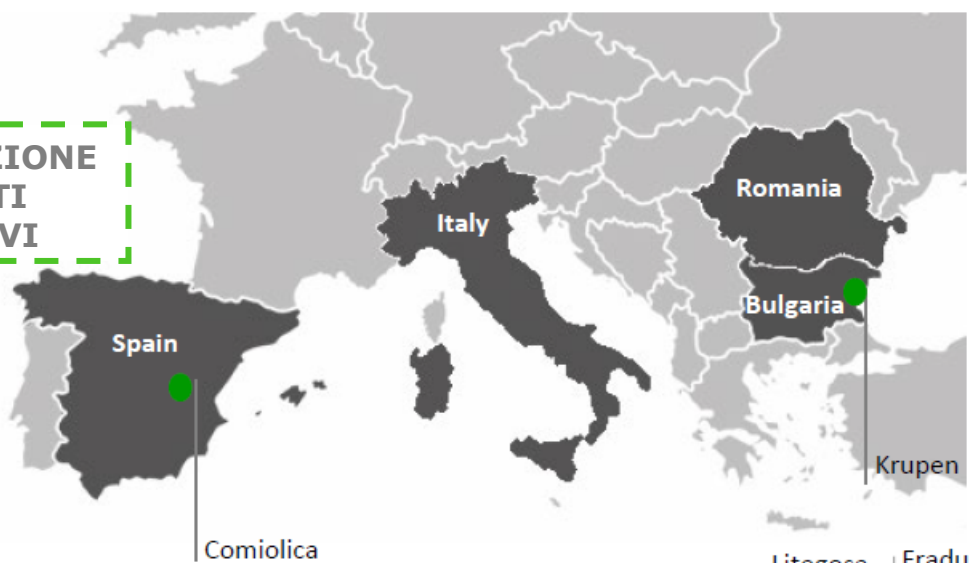 ZIONE
TI
VI
Italy
Romania
Bulgaria
Spain
Krupen
Comiolica